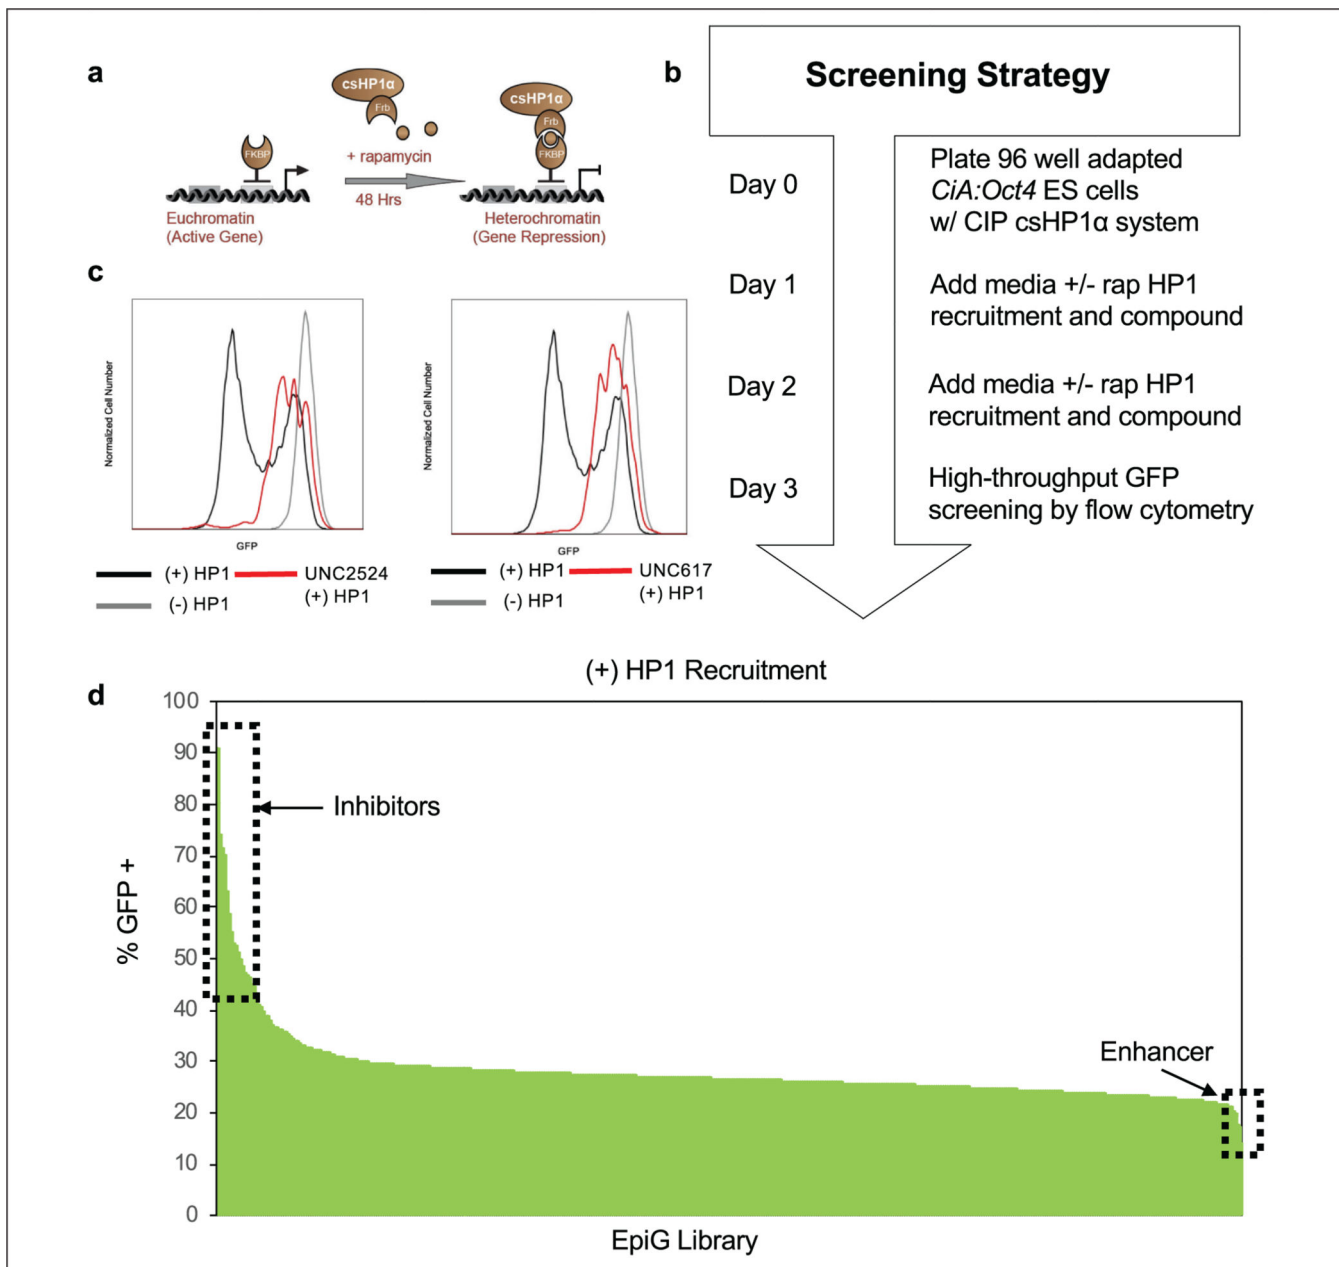 a
csHP1α
Frb
FKBP
+ rapamycin
48 Hrs
Euchromatin
(Active Gene)
csHP1α
Frb
FKBP
Heterochromatin
(Gene Repression)
b
Screening Strategy
Day 0
Plate 96 well adapted
CiA:Oct4 ES cells
w/ CIP csHP1α system
Day 1
Add media +/- rap HP1
recruitment and compound
Day 2
Add media +/- rap HP1
recruitment and compound
Day 3
High-throughput GFP
screening by flow cytometry
c
Normalized Cell Number
GFP
(+) HP1
UNC2524
(+) HP1
(-) HP1
Normalized Cell Number
GFP
(+) HP1
UNC617
(+) HP1
(-) HP1
d
(+) HP1 Recruitment
% GFP +
100
90
80
70
60
50
40
30
20
10
0
Inhibitors
Enhancer
EpiG Library